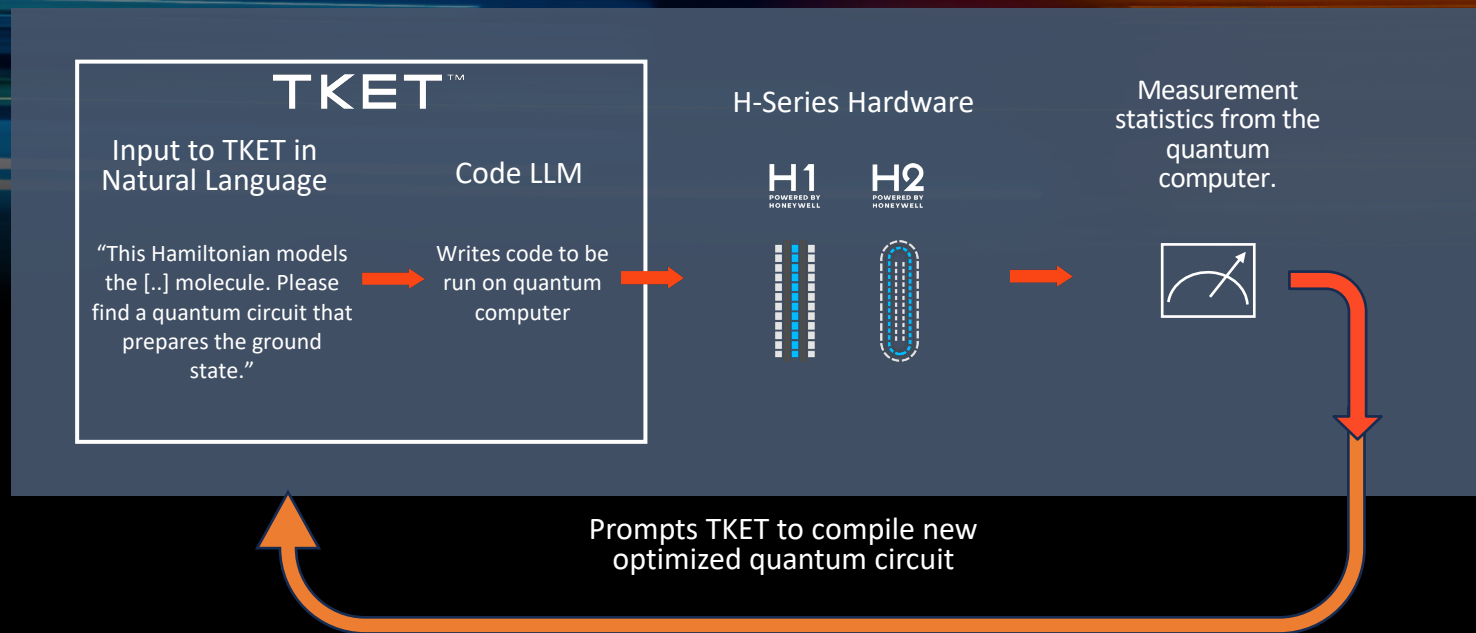 TKET™
Input to TKET in
Natural Language
“This Hamiltonian models
the [..] molecule. Please
find a quantum circuit that
prepares the ground
state.”
Code LLM
Writes code to be
run on quantum
computer
H-Series Hardware
H1
POWERED BY
HONEYWELL
H2
POWERED BY
HONEYWELL
Measurement
statistics from the
quantum
computer.
Prompts TKET to compile new
optimized quantum circuit